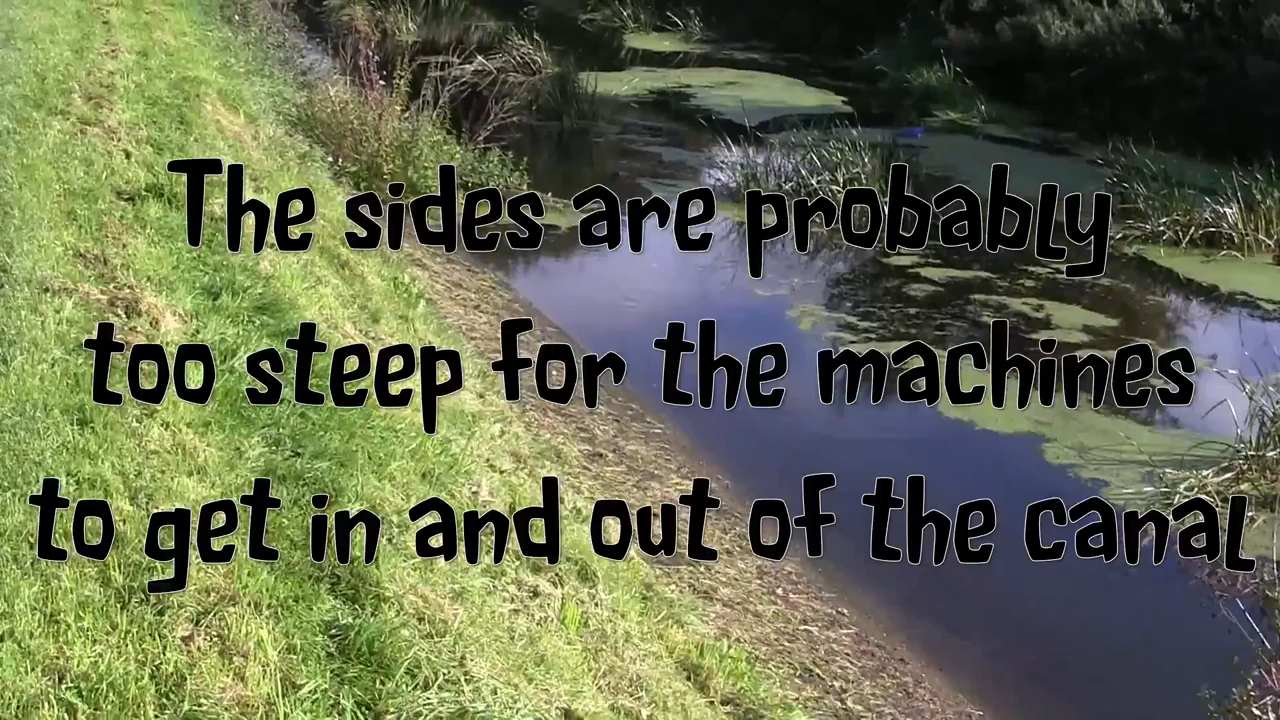 The sides are probably
too steep for the machines
to get in and out of the canal